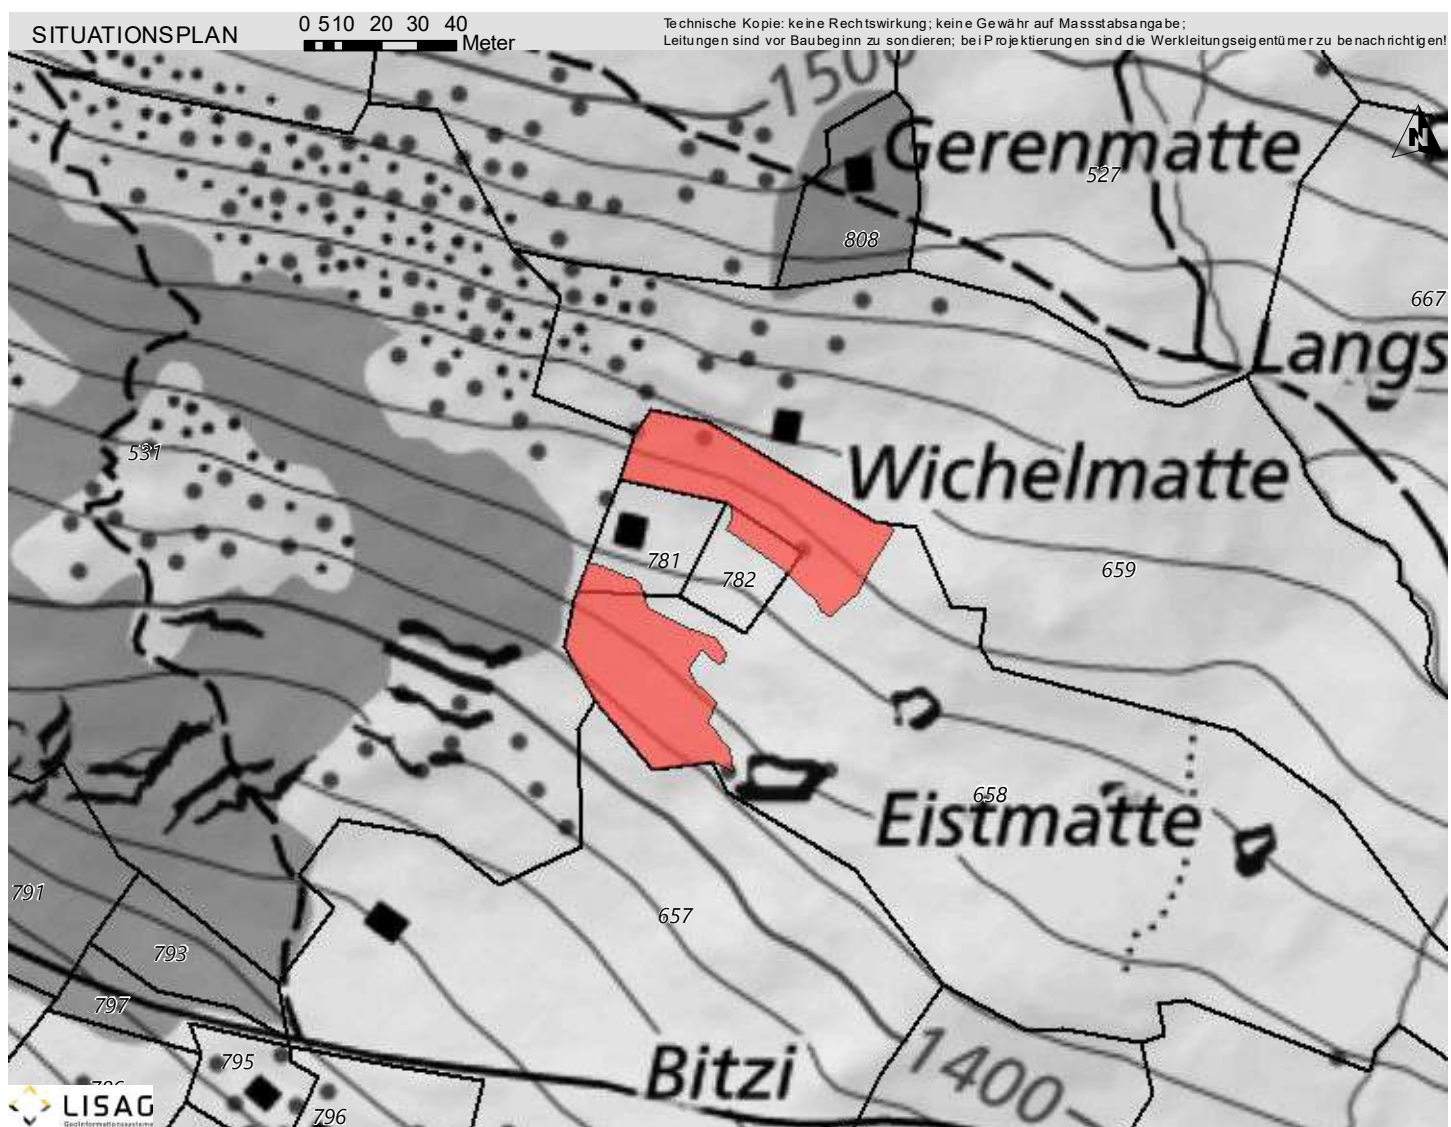 SITUATIONSPLAN
0 5 10 20 30 40
Meter
Technische Kopie: keine Rechtswirkung; keine Gewähr auf Massstabsangabe;
Leitungen sind vor Baubeginn zu sondieren; bei Projektierungen sind die Werkleitungseigentümer zu benachrichtigen!
1500
N
Gerenmatte
527
808
667
Langs
531
Wichelmatte
781
782
659
658
Eistmatte
791
657
793
797
1400
795
Bitzi
786
796
LISAG
Geoinformationssysteme